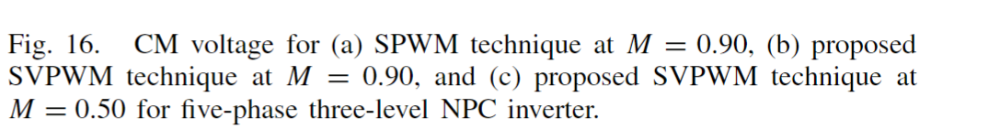 Fig. 16. CM voltage for (a) SPWM technique at M = 0.90, (b) proposed
SVPWM technique at M = 0.90, and (c) proposed SVPWM technique at
M = 0.50 for five-phase three-level NPC inverter.